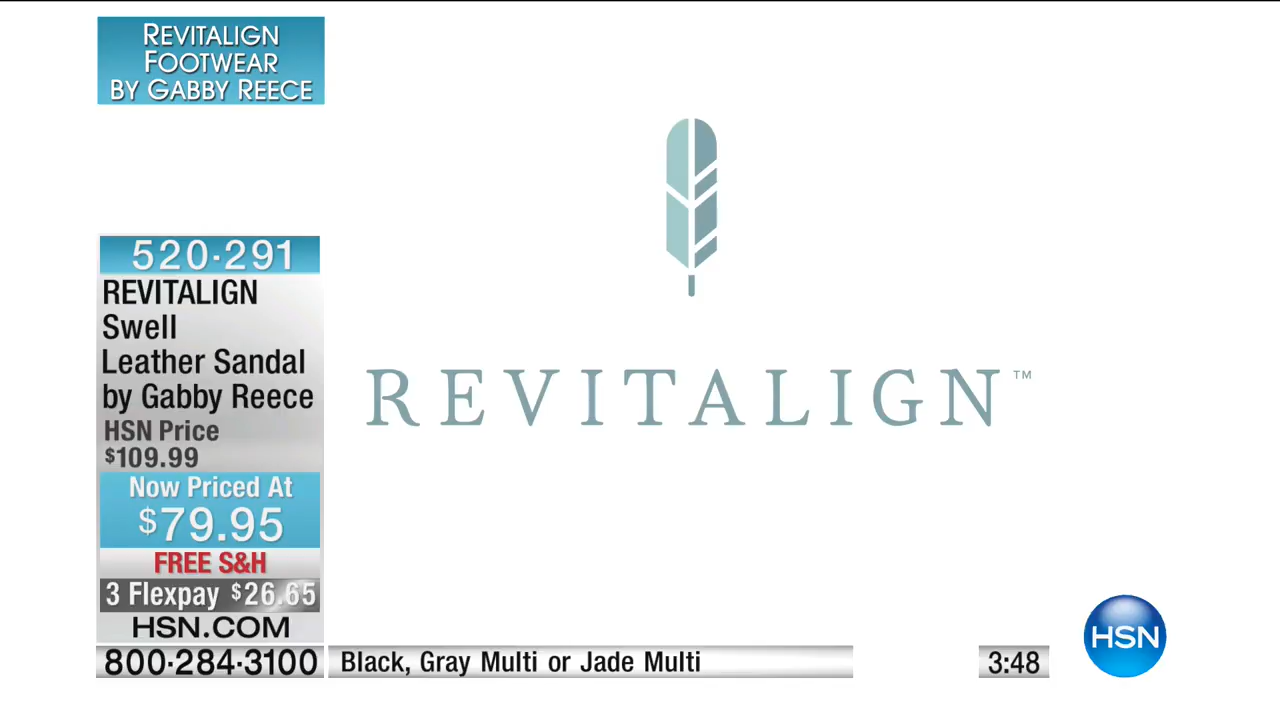 REVITALIGN
FOOTWEAR
BY GABBY REECE
520·291
REVITALIGN
Swell
Leather Sandal
by Gabby Reece
HSN Price
$109.99
Now Priced At
$79.95
FREE S&H
3 Flexpay $26.65
HSN.COM
800·284·3100
REVITALIGN™
Black, Gray Multi or Jade Multi
3:48
HSN